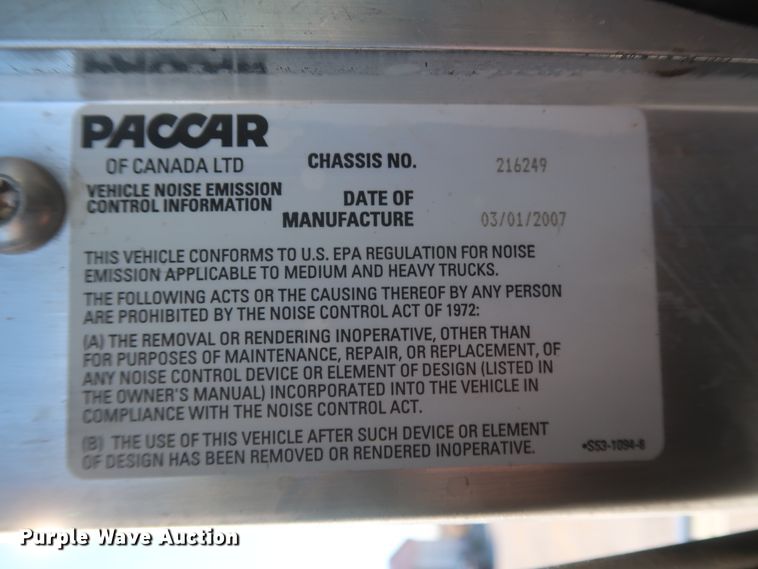 PACCAR
OF CANADA LTD
CHASSIS NO. 216249
VEHICLE NOISE EMISSION
CONTROL INFORMATION
DATE OF
MANUFACTURE 03/01/2007
THIS VEHICLE CONFORMS TO U.S. EPA REGULATION FOR NOISE
EMISSION APPLICABLE TO MEDIUM AND HEAVY TRUCKS.
THE FOLLOWING ACTS OR THE CAUSING THEREOF BY ANY PERSON
ARE PROHIBITED BY THE NOISE CONTROL ACT OF 1972:
(A) THE REMOVAL OR RENDERING INOPERATIVE, OTHER THAN
FOR PURPOSES OF MAINTENANCE, REPAIR, OR REPLACEMENT, OF
ANY NOISE CONTROL DEVICE OR ELEMENT OF DESIGN (LISTED IN
THE OWNER'S MANUAL) INCORPORATED INTO THE VEHICLE IN
COMPLIANCE WITH THE NOISE CONTROL ACT.
(B) THE USE OF THIS VEHICLE AFTER SUCH DEVICE OR ELEMENT
OF DESIGN HAS BEEN REMOVED OR RENDERED INOPERATIVE.
•S53-1094-8
Purple Wave Auction